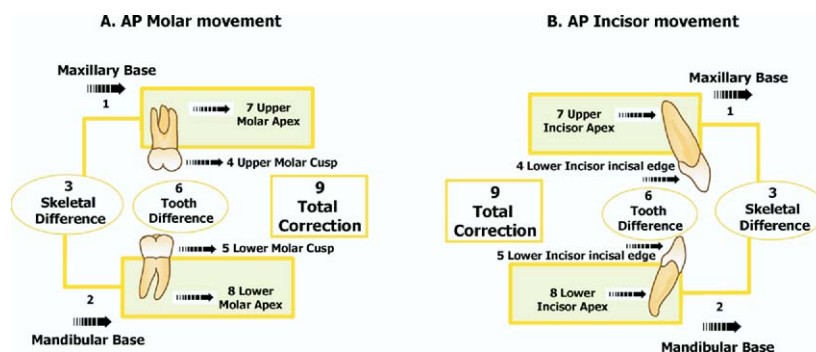 A. AP Molar movement
Maxillary Base
1
7 Upper
Molar Apex
4 Upper Molar Cusp
3
Skeletal
Difference
6
Tooth
Difference
9
Total
Correction
5 Lower Molar Cusp
8 Lower
Molar Apex
2
Mandibular Base
B. AP Incisor movement
Maxillary Base
1
7 Upper
Incisor Apex
4 Lower Incisor incisal edge
9
Total
Correction
6
Tooth
Difference
3
Skeletal
Difference
5 Lower Incisor incisal edge
8 Lower
Incisor Apex
2
Mandibular Base